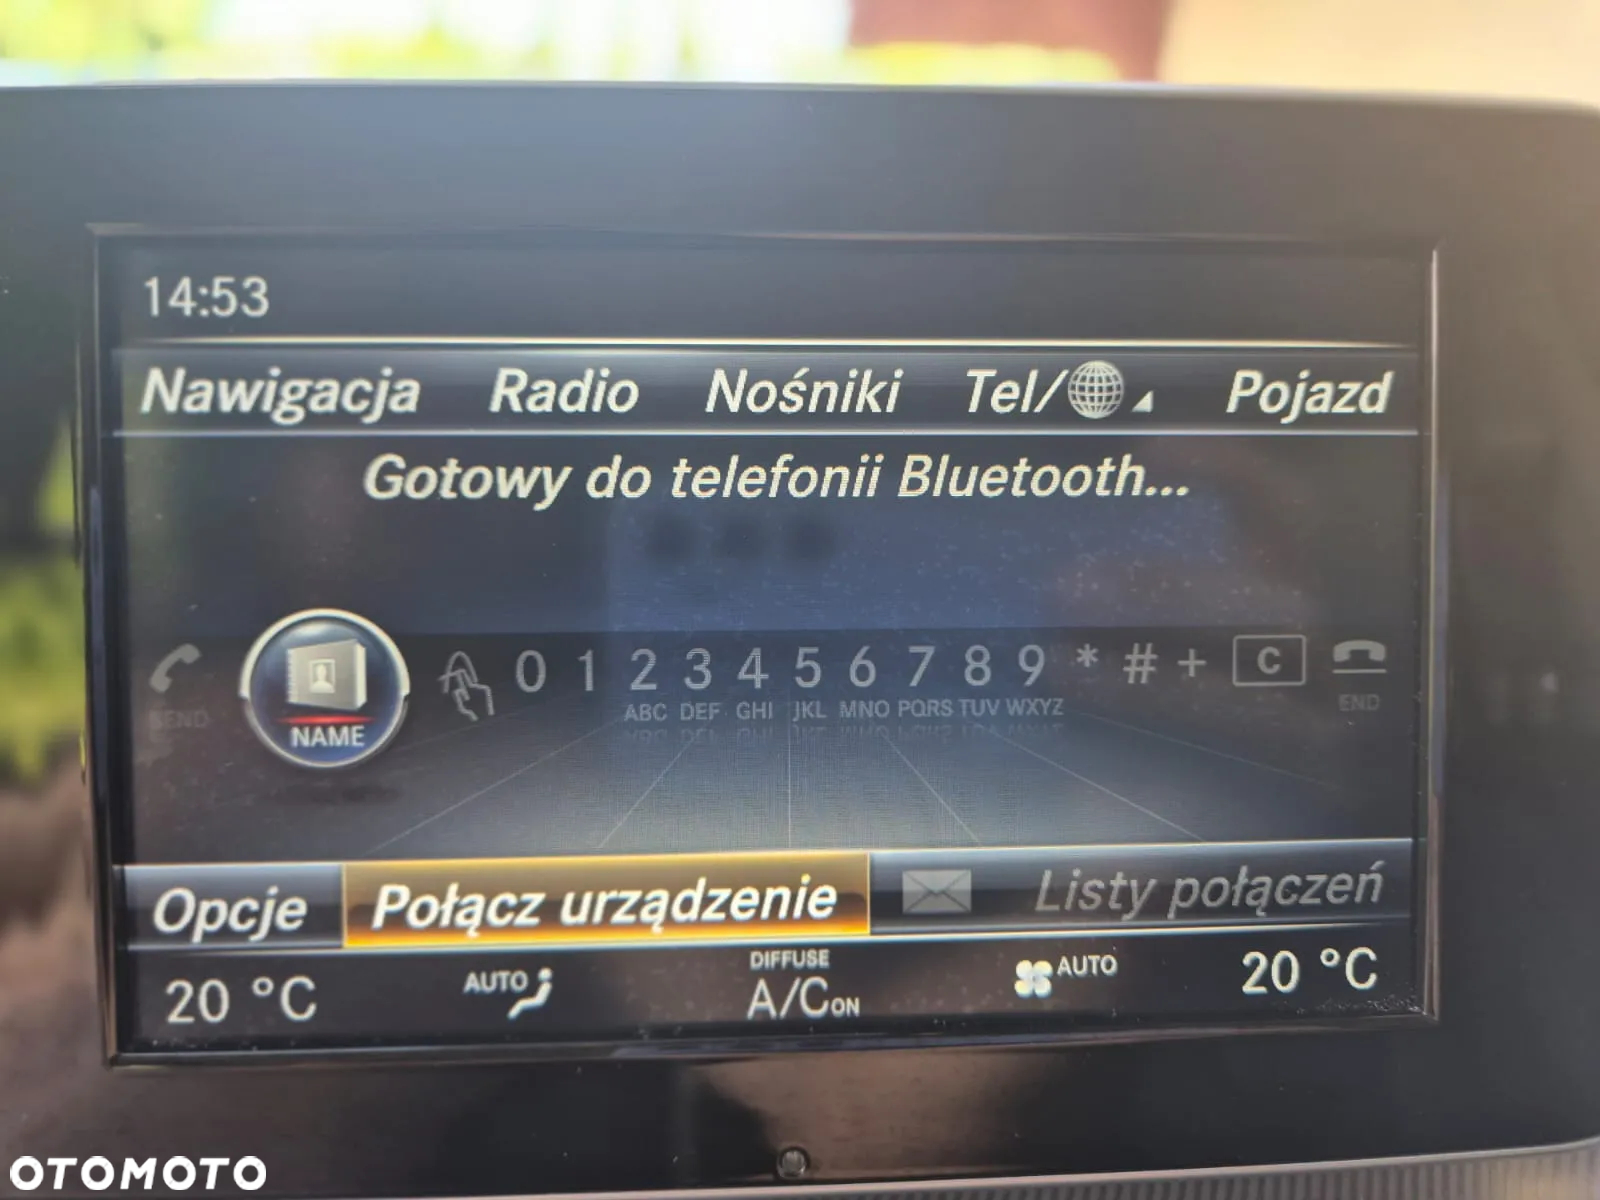 14:53
Nawigacja Radio Nośniki Tel/ Pojazd
Gotowy do telefonii Bluetooth...
0 1 2 3 4 5 6 7 8 9 * # + C
SEND NAME ABC DEF GHI JKL MNO PQRS TUV WXYZ END
Opcje Połącz urządzenie Listy połączeń
20 °C AUTO DIFFUSE A/C ON AUTO 20 °C
OTOMOTO